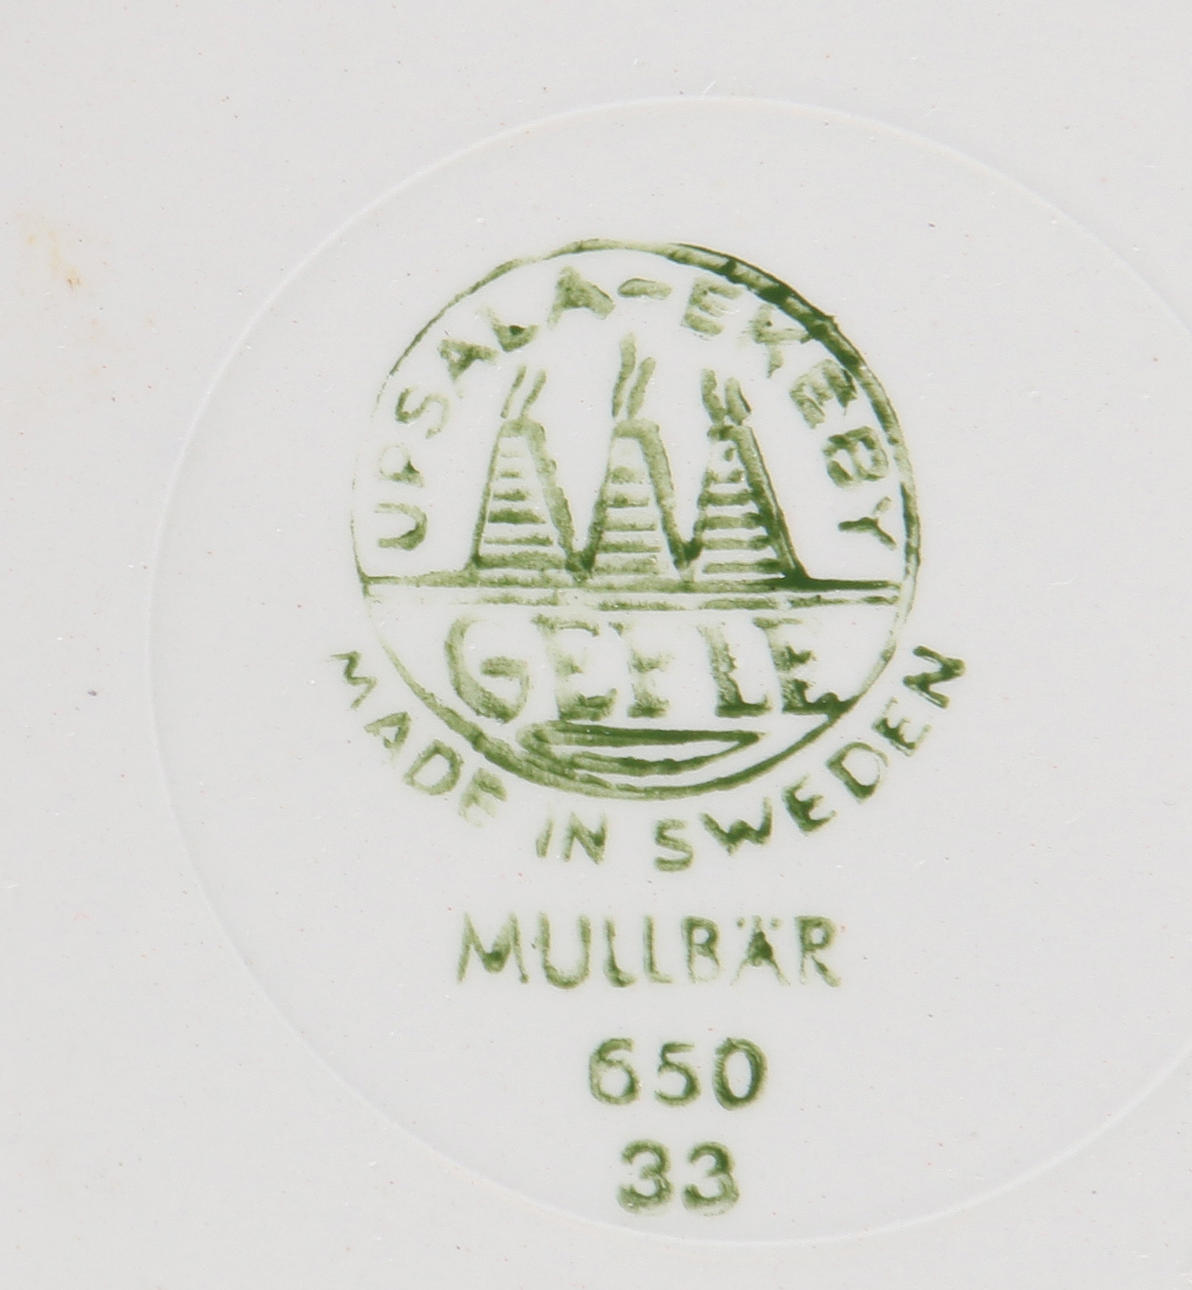 UPSALA-EKEBY
GEFLE
MADE IN SWEDEN
MULLBÄR
650
33